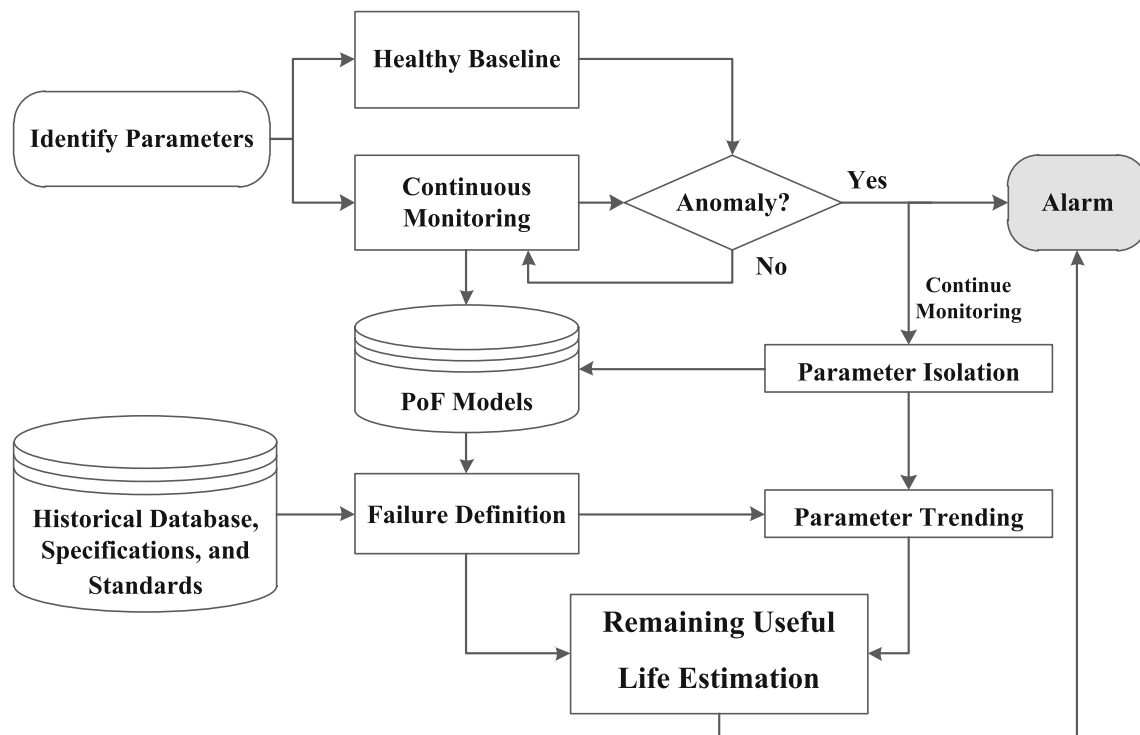 Healthy Baseline
Identify Parameters
Continuous
Monitoring
Anomaly?
Yes
Alarm
No
Continue
Monitoring
Parameter Isolation
PoF Models
Historical Database,
Specifications, and
Standards
Failure Definition
Parameter Trending
Remaining Useful
Life Estimation